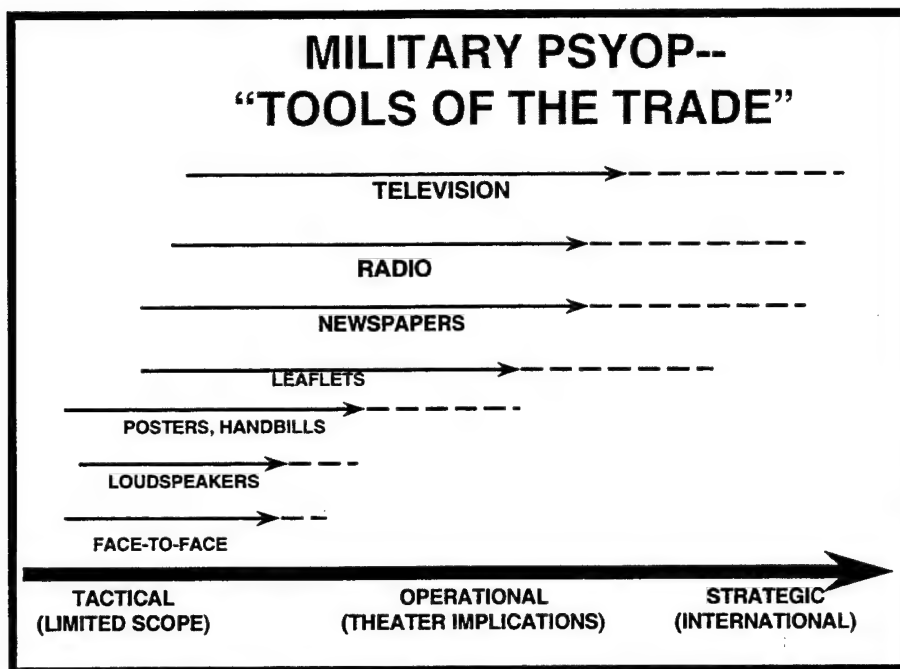 MILITARY PSYOP--
“TOOLS OF THE TRADE”
TELEVISION
RADIO
NEWSPAPERS
LEAFLETS
POSTERS, HANDBILLS
LOUDSPEAKERS
FACE-TO-FACE
TACTICAL
(LIMITED SCOPE)
OPERATIONAL
(THEATER IMPLICATIONS)
STRATEGIC
(INTERNATIONAL)